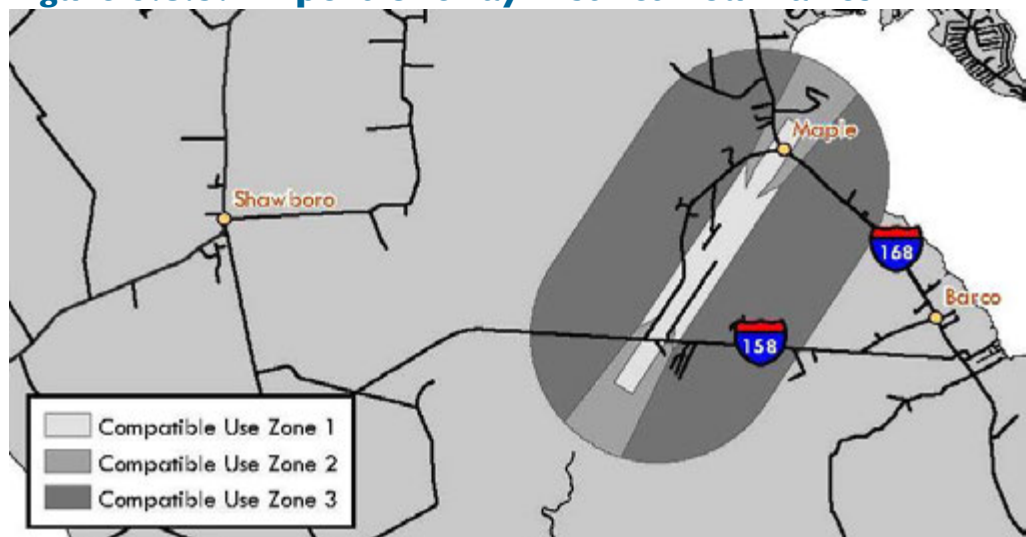 Maple
Shawboro
168
Barco
158
Compatible Use Zone 1
Compatible Use Zone 2
Compatible Use Zone 3